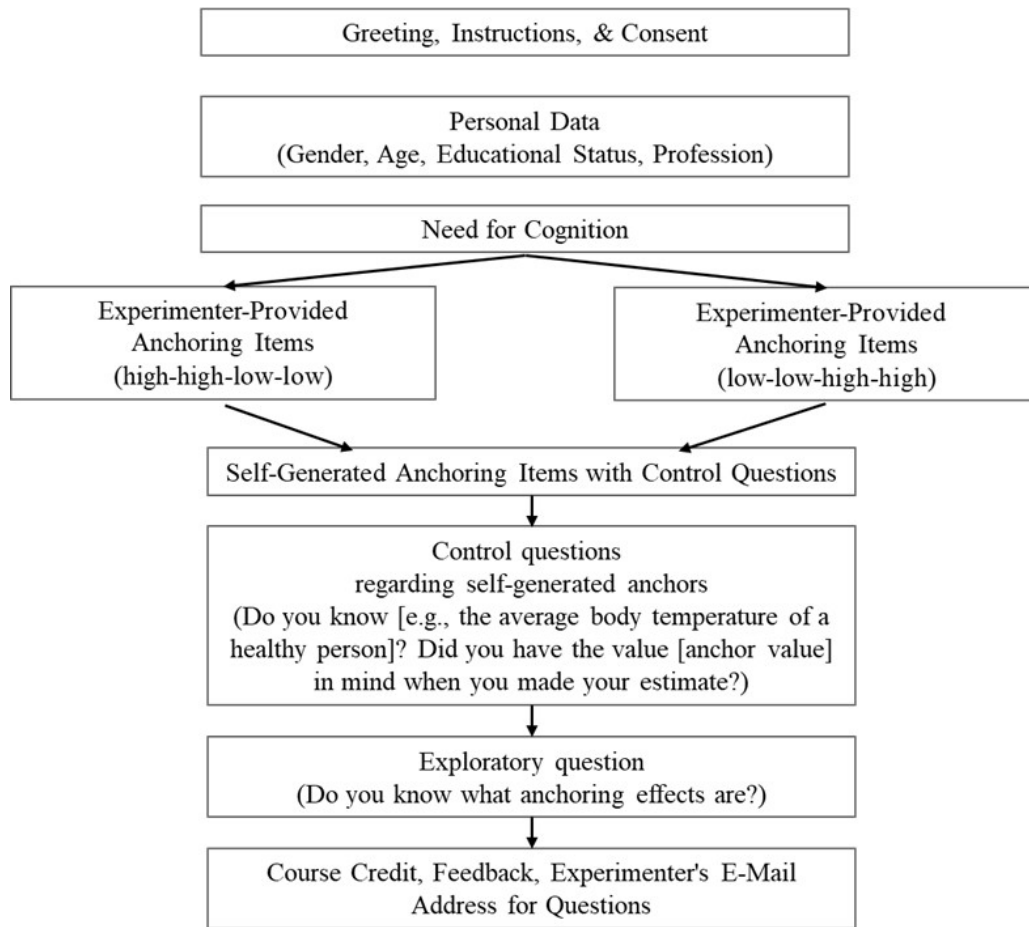 Greeting, Instructions, & Consent
Personal Data
(Gender, Age, Educational Status, Profession)
Need for Cognition
Experimenter-Provided
Anchoring Items
(high-high-low-low)
Experimenter-Provided
Anchoring Items
(low-low-high-high)
Self-Generated Anchoring Items with Control Questions
Control questions
regarding self-generated anchors
(Do you know [e.g., the average body temperature of a
healthy person]? Did you have the value [anchor value]
in mind when you made your estimate?)
Exploratory question
(Do you know what anchoring effects are?)
Course Credit, Feedback, Experimenter's E-Mail
Address for Questions